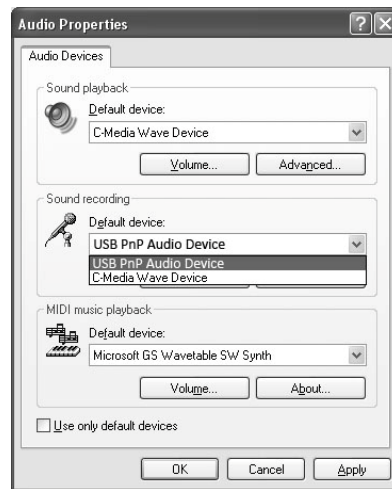 Audio Properties
Audio Devices
Sound playback
Default device:
C-Media Wave Device
Volume...
Advanced...
Sound recording
Default device:
USB PnP Audio Device
USB PnP Audio Device
C-Media Wave Device
MIDI music playback
Default device:
Microsoft GS Wavetable SW Synth
Volume...
About...
Use only default devices
OK
Cancel
Apply